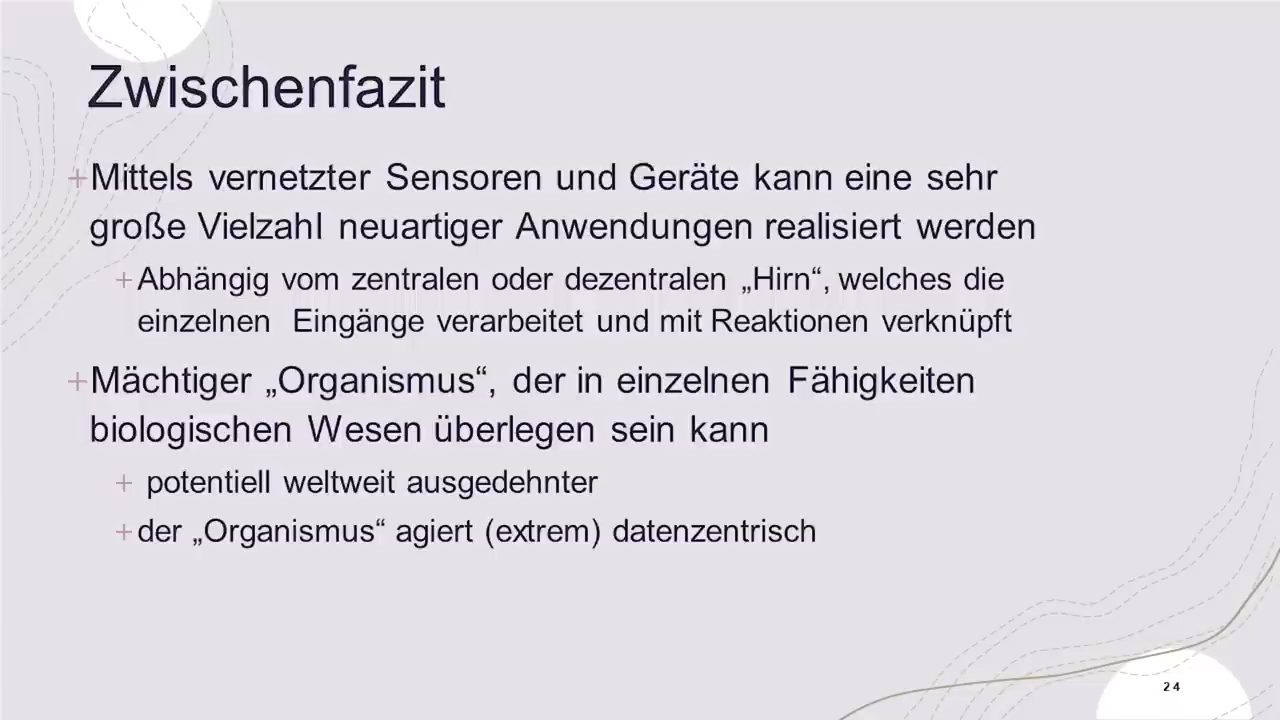 Zwischenfazit
+Mittels vernetzter Sensoren und Geräte kann eine sehr
große Vielzahl neuartiger Anwendungen realisiert werden
+Abhängig vom zentralen oder dezentralen „Hirn“, welches die
einzelnen Eingänge verarbeitet und mit Reaktionen verknüpft
+Mächtiger „Organismus“, der in einzelnen Fähigkeiten
biologischen Wesen überlegen sein kann
+ potentiell weltweit ausgedehnter
+der „Organismus“ agiert (extrem) datenzentrisch
24